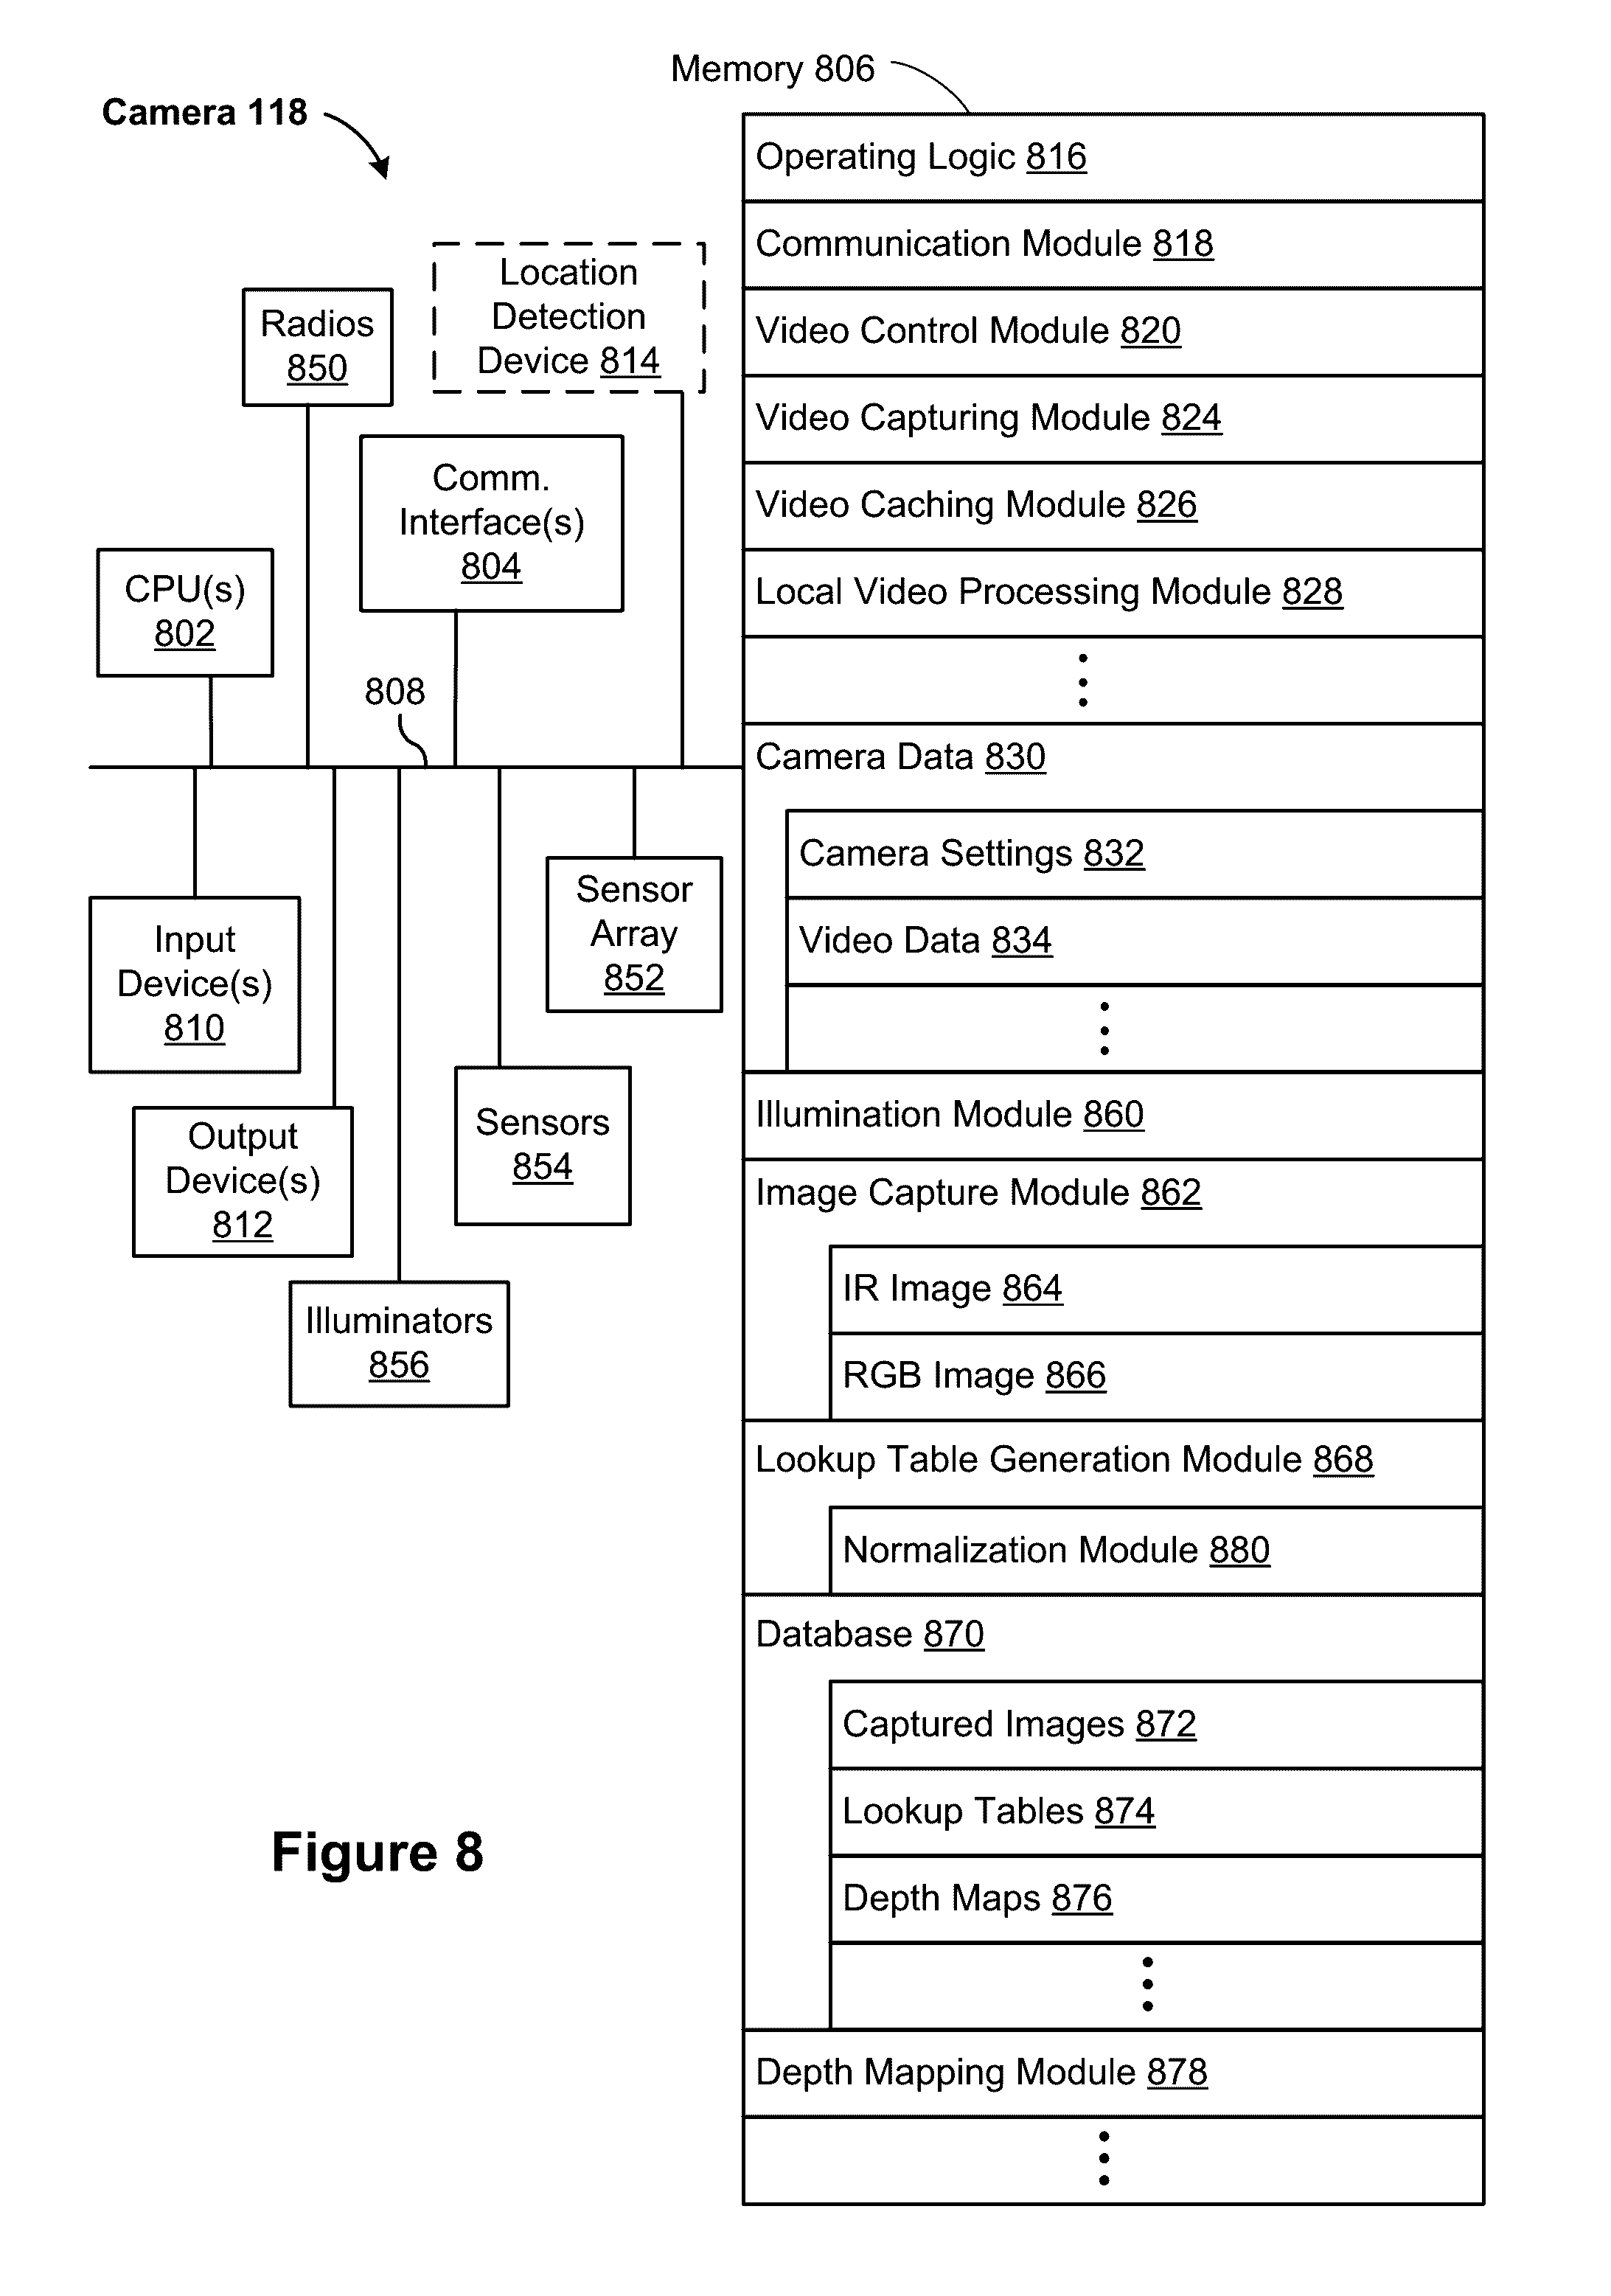 Memory 806
Camera 118
Location
Detection
Device 814
Radios
850
Comm.
Interface(s)
804
CPU(s)
802
808
Input
Device(s)
810
Output
Device(s)
812
Illuminators
856
Sensors
854
Sensor
Array
852
Operating Logic 816
Communication Module 818
Video Control Module 820
Video Capturing Module 824
Video Caching Module 826
Local Video Processing Module 828
Camera Data 830
Camera Settings 832
Video Data 834
Illumination Module 860
Image Capture Module 862
IR Image 864
RGB Image 866
Lookup Table Generation Module 868
Normalization Module 880
Database 870
Captured Images 872
Lookup Tables 874
Depth Maps 876
Depth Mapping Module 878
Figure 8